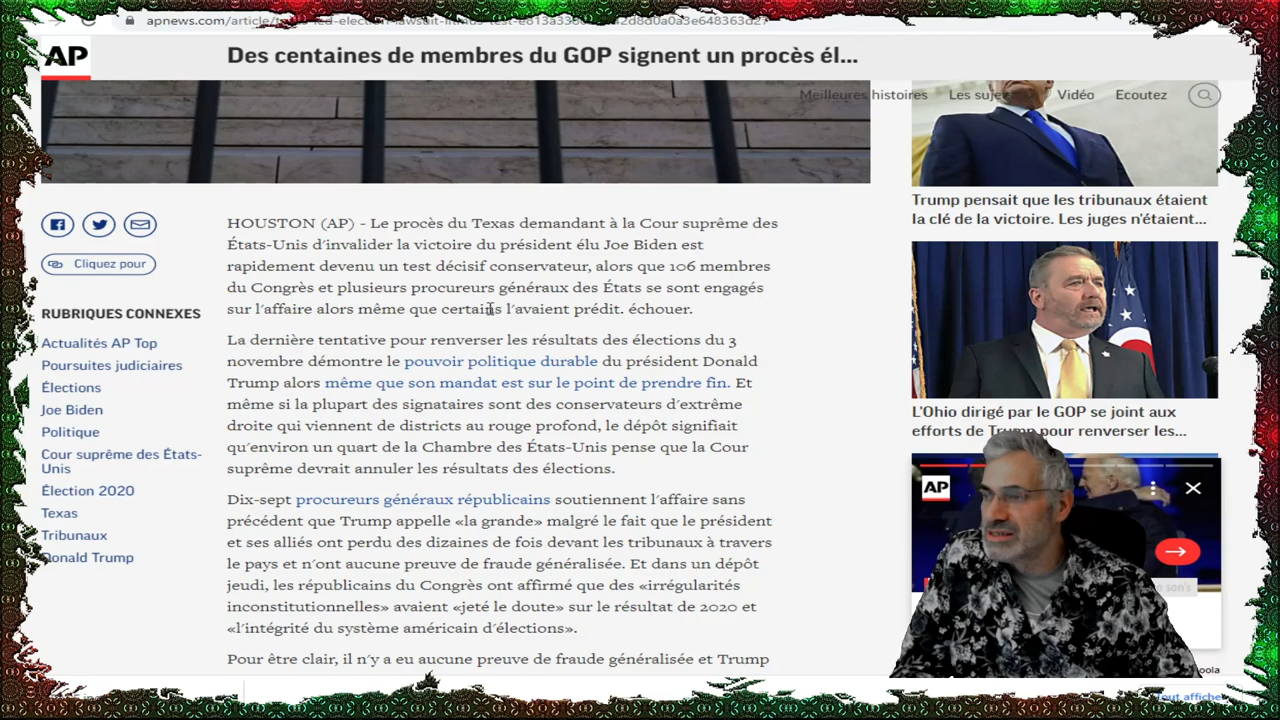 apnews.com/article/
AP
Des centaines de membres du GOP signent un procès él...
Meilleures histoires
Les
Vidéo
Ecoutez
Cliquez pour
RUBRIQUES CONNEXES
Actualités AP Top
Poursuites judiciaires
Élections
Joe Biden
Politique
Cour suprême des États-
Unis
Élection 2020
Texas
Tribunaux
Donald Trump
HOUSTON (AP) - Le procès du Texas demandant à la Cour suprême des
États-Unis d'invalider la victoire du président élu Joe Biden est
rapidement devenu un test décisif conservateur, alors que 106 membres
du Congrès et plusieurs procureurs généraux des États se sont engagés
sur l'affaire alors même que certains l'avaient prédit. échouer.
La dernière tentative pour renverser les résultats des élections du 3
novembre démontre le pouvoir politique durable du président Donald
Trump alors même que son mandat est sur le point de prendre fin. Et
même si la plupart des signataires sont des conservateurs d'extrême
droite qui viennent de districts au rouge profond, le dépôt signifiait
qu'environ un quart de la Chambre des États-Unis pense que la Cour
suprême devrait annuler les résultats des élections.
Dix-sept procureurs généraux républicains soutiennent l'affaire sans
précédent que Trump appelle «la grande» malgré le fait que le président
et ses alliés ont perdu des dizaines de fois devant les tribunaux à travers
le pays et n'ont aucune preuve de fraude généralisée. Et dans un dépôt
jeudi, les républicains du Congrès ont affirmé que des «irrégularités
inconstitutionnelles» avaient «jeté le doute» sur le résultat de 2020 et
«l'intégrité du système américain d'élections».
Pour être clair, il n'y a eu aucune preuve de fraude généralisée et Trump
Trump pensait que les tribunaux étaient
la clé de la victoire. Les juges n'étaient...
L'Ohio dirigé par le GOP se joint aux
efforts de Trump pour renverser les...
AP
son's
Tout affiche